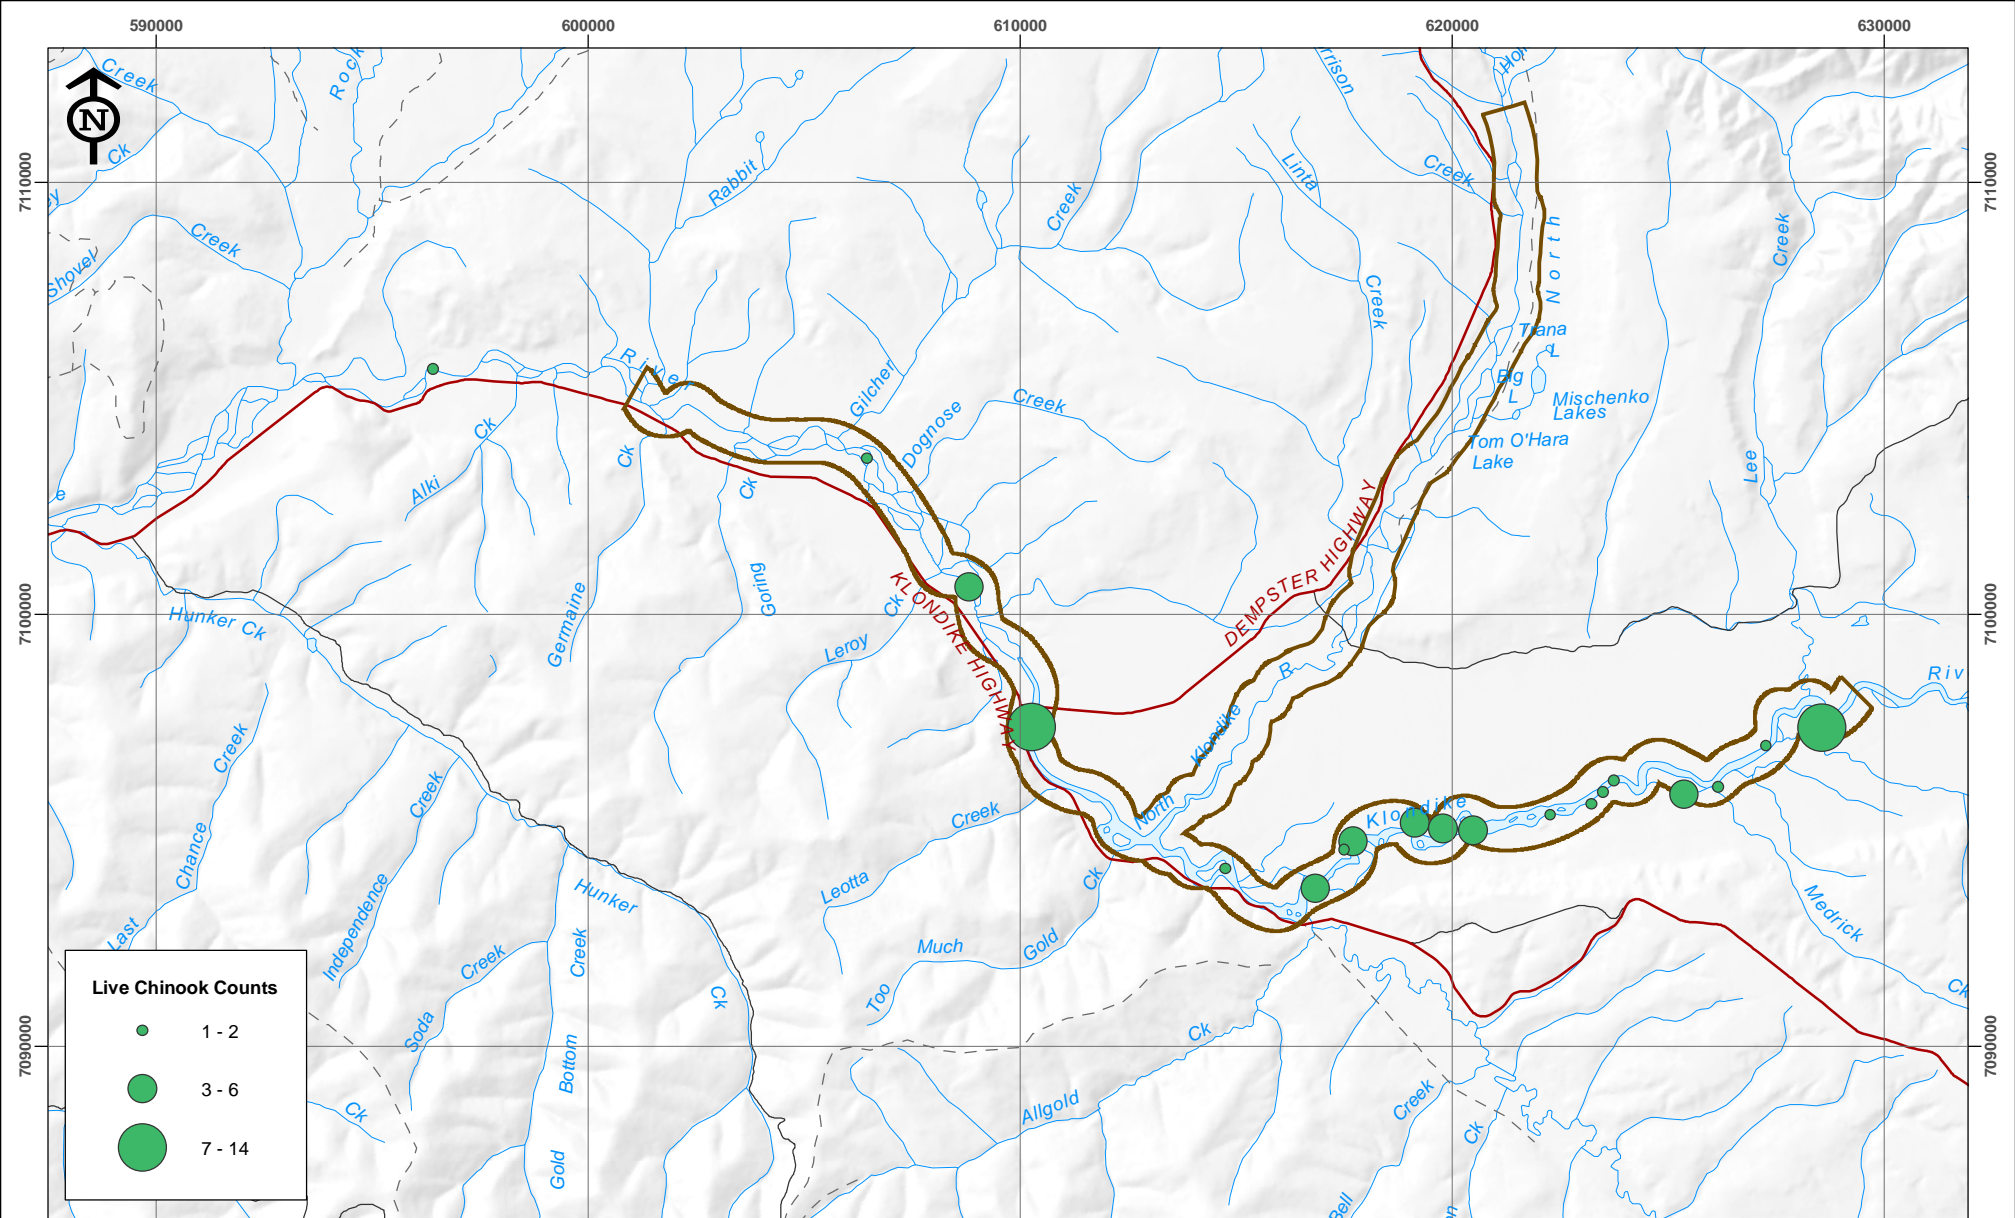 590000
600000
610000
620000
630000
Creek
Rock
rrison
N
Ck
Rabbit
Linta
Creek
7110000
7110000
Creek
Creek
North
Creek
Shovel
Creek
Trana
L
River
Big
L
Mischenko
Lakes
Gilcher
Creek
Dognose
Ck
Ck
Tom O'Hara
Lake
Lee
Ck
Alki
e
DEMPSTER HIGHWAY
KLONDIKE HIGHWAY
Goring
Ck
Germaine
Hunker Ck
Leroy
7100000
7100000
R
Riv
Klondike
Creek
Creek
North
Klondike
Creek
Chance
Leotta
Ck
Hunker
Independence
Medrick
Last
Much
Gold
Creek
Creek
Too
Ck
Ck
Soda
Ck
Bottom
7090000
7090000
Allgold
Creek
Ck
Ck
Gold
Bell
Live Chinook Counts
1 - 2
3 - 6
7 - 14